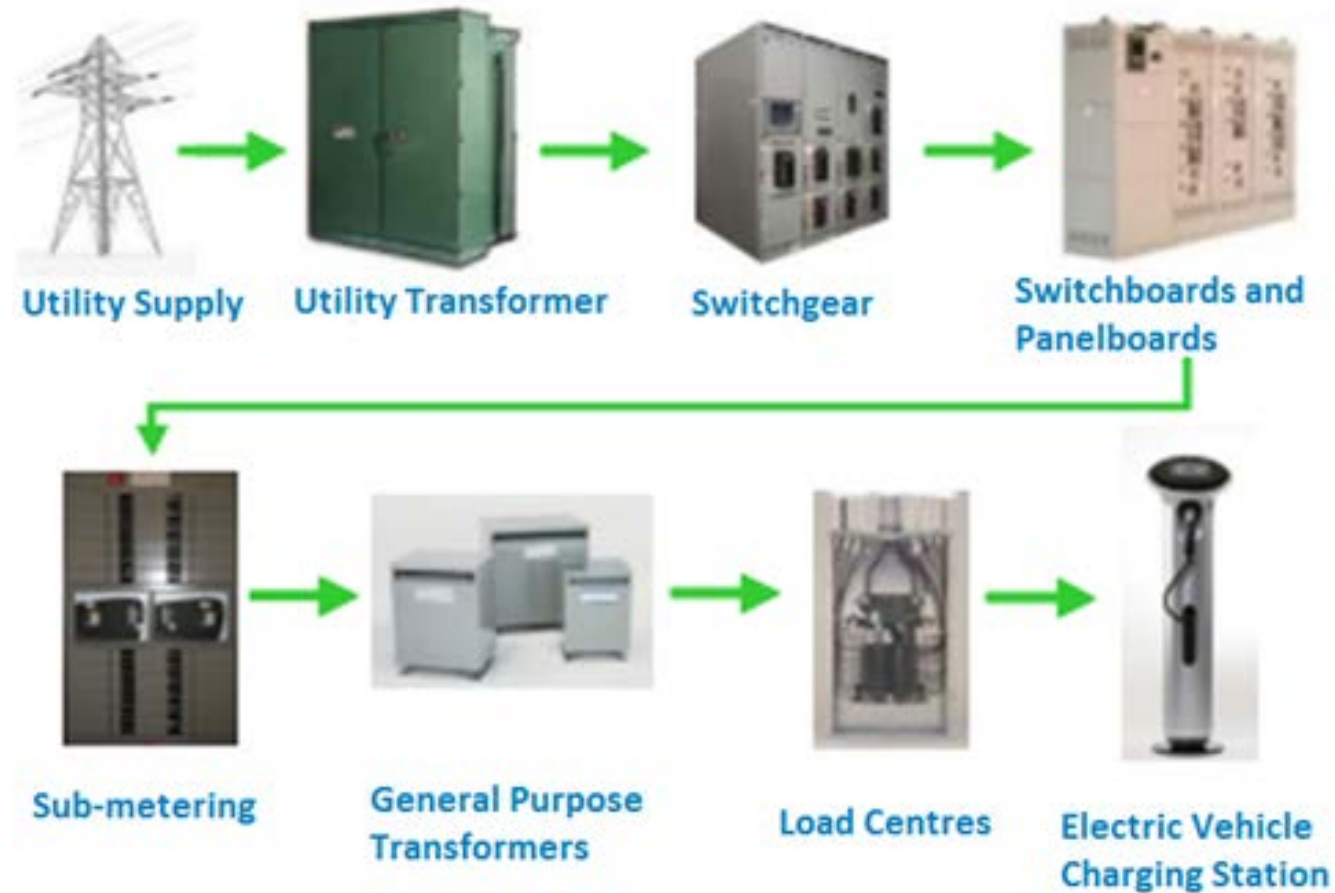 Utility Supply
Utility Transformer
Switchgear
Switchboards and
Panelboards
Sub-metering
General Purpose
Transformers
Load Centres
Electric Vehicle
Charging Station